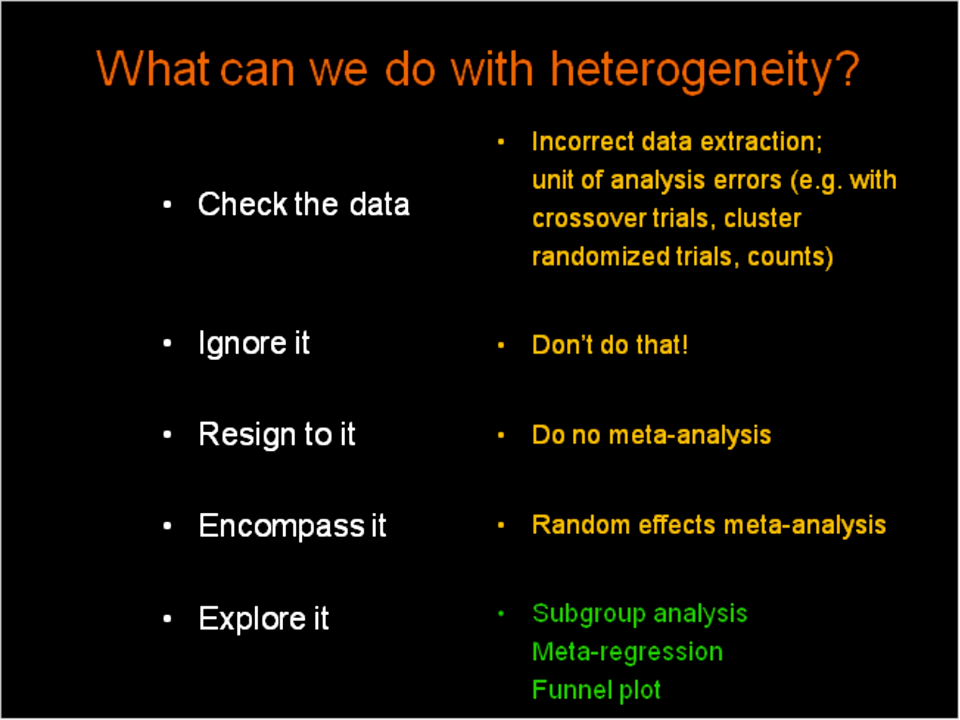 What can we do with heterogeneity?
• Check the data
• Incorrect data extraction;
unit of analysis errors (e.g. with
crossover trials, cluster
randomized trials, counts)
• Ignore it
• Don't do that!
• Resign to it
• Do no meta-analysis
• Encompass it
• Random effects meta-analysis
• Explore it
• Subgroup analysis
Meta-regression
Funnel plot